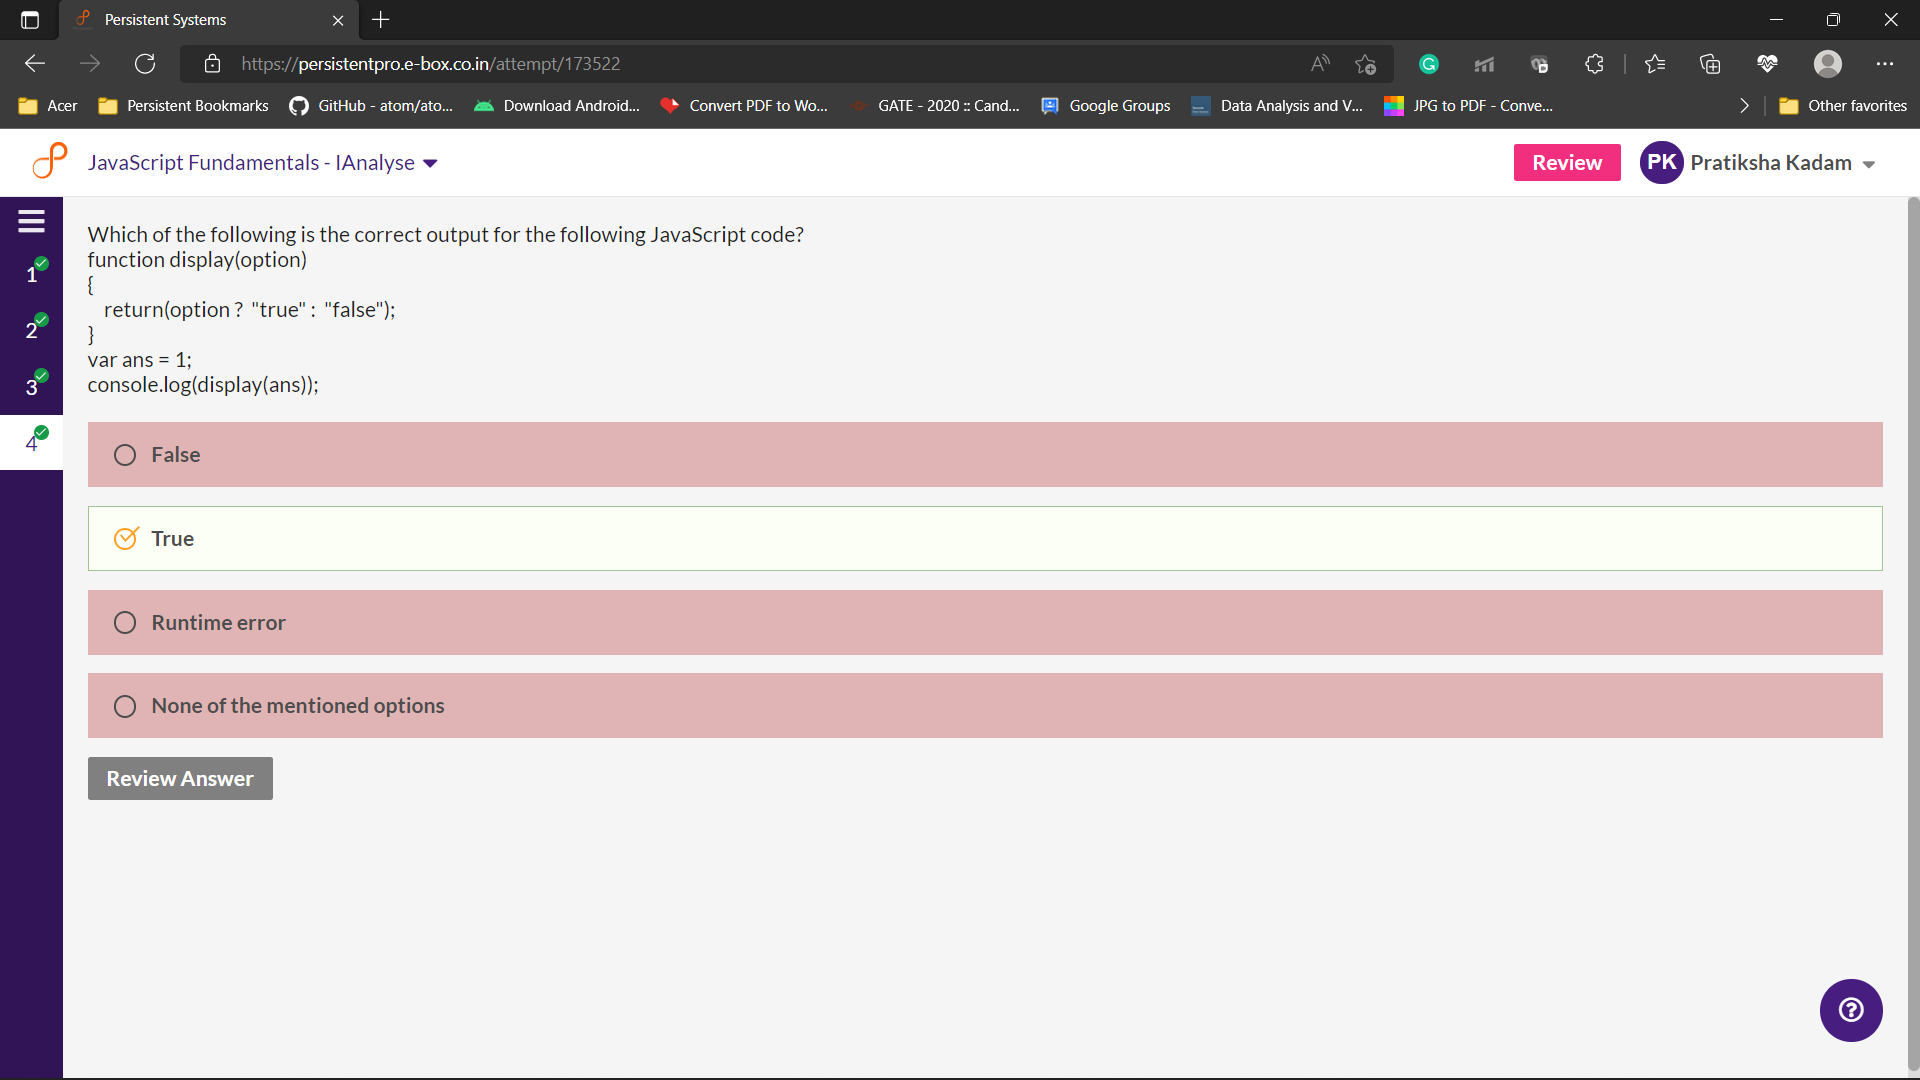 Persistent Systems
https://persistentpro.e-box.co.in/attempt/173522
Acer
Persistent Bookmarks
GitHub - atom/ato...
Download Android...
Convert PDF to Wo...
GATE - 2020 :: Cand...
Google Groups
Data Analysis and V...
JPG to PDF - Conve...
Other favorites
JavaScript Fundamentals - IAnalyse
Review
PK Pratiksha Kadam
1
2
3
4
Which of the following is the correct output for the following JavaScript code?
function display(option)
{
return(option ? "true" : "false");
}
var ans = 1;
console.log(display(ans));
False
True
Runtime error
None of the mentioned options
Review Answer